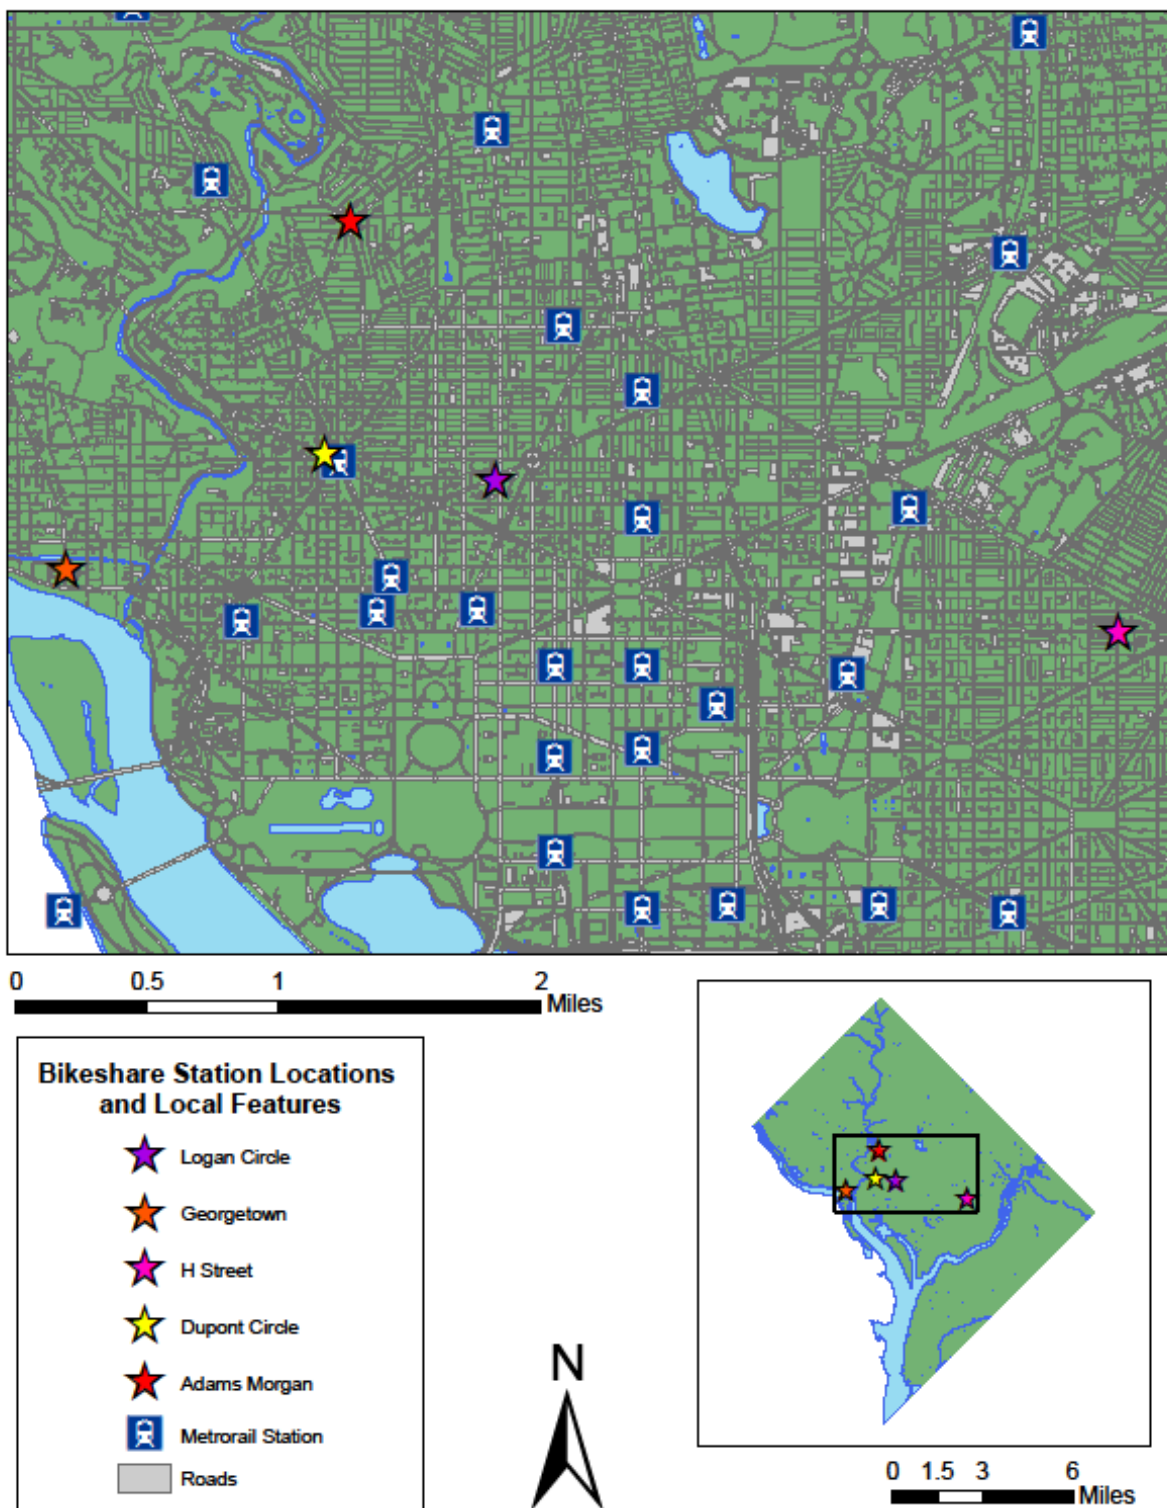 0 0.5 1 2
Miles
Bikeshare Station Locations
and Local Features
Logan Circle
Georgetown
H Street
Dupont Circle
Adams Morgan
Metrorail Station
Roads
N
0 1.5 3 6
Miles